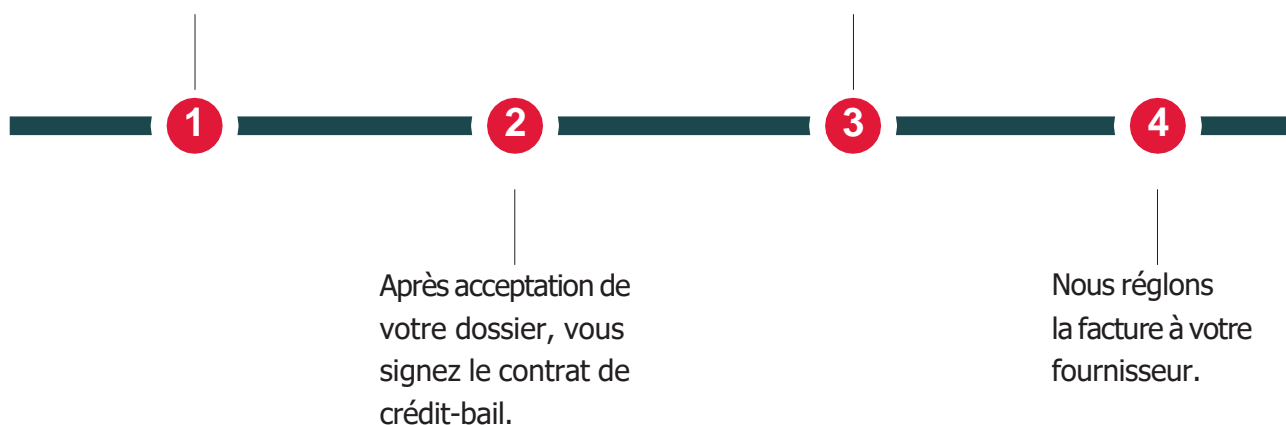 1
2
3
4
Après acceptation de
votre dossier, vous
signez le contrat de
crédit-bail.
Nous réglons
la facture à votre
fournisseur.